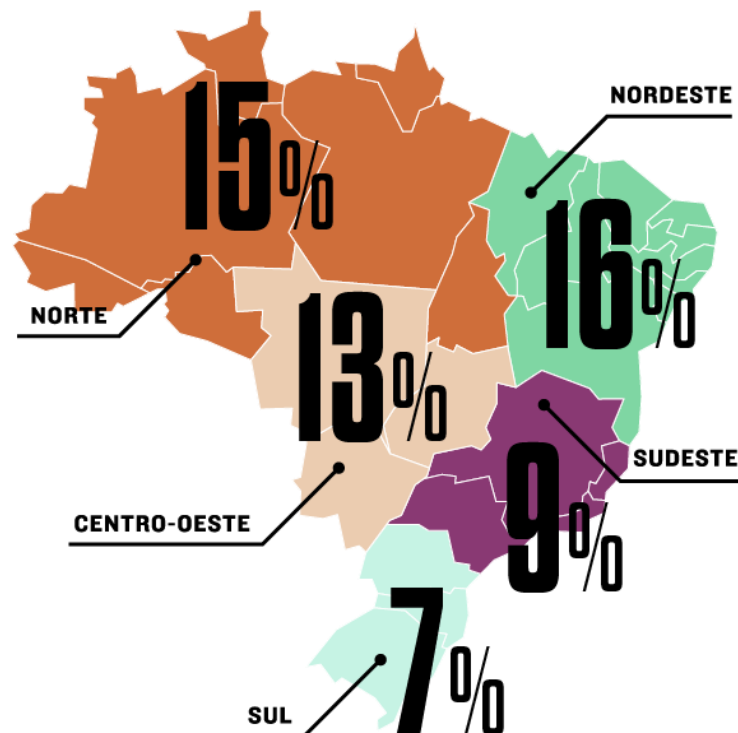 NORDESTE
15%
16%
NORTE
13%
SUDESTE
9%
CENTRO-OESTE
7%
SUL